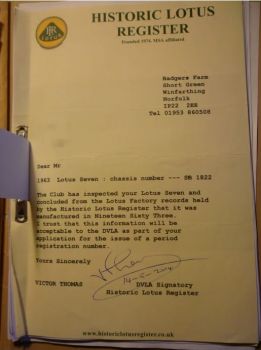 HISTORIC LOTUS
REGISTER
Founded 1974. MSA affiliated
Badgers Farm
Short Green
Winfarthing
Norfolk
IP22 2EE
Tel 01953 860508
Dear Mr
1963 Lotus Seven : chassis number --- SB 1822
The Club has inspected your Lotus Seven and
concluded from the Lotus Factory records held
by the Historic Lotus Register that it was
manufactured in Nineteen Sixty Three.
I trust that this information will be
acceptable to the DVLA as part of your
application for the issue of a period
registration number.
Yours Sincerely
VICTOR THOMAS DVLA Signatory
Historic Lotus Register
www.historiclotusregister.co.uk